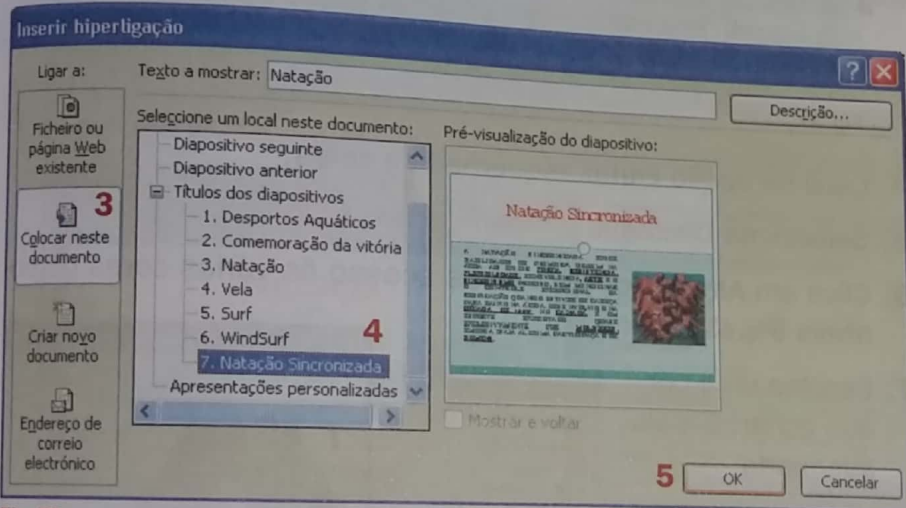 Inserir hiperligação
Ligar a:
Texto a mostrar: Natação
Descrição...
Ficheiro ou
página Web
existente
3
Colocar neste
documento
Criar novo
documento
Endereço de
correio
electrónico
Seleccione um local neste documento:
Diapositivo seguinte
Diapositivo anterior
Títulos dos diapositivos
1. Desportos Aquáticos
2. Comemoração da vitória
3. Natação
4. Vela
5. Surf
6. WindSurf
4
7. Natação Sincronizada
Apresentações personalizadas
Pré-visualização do diapositivo:
Natação Sincronizada
Mostrar e voltar
5
OK
Cancelar